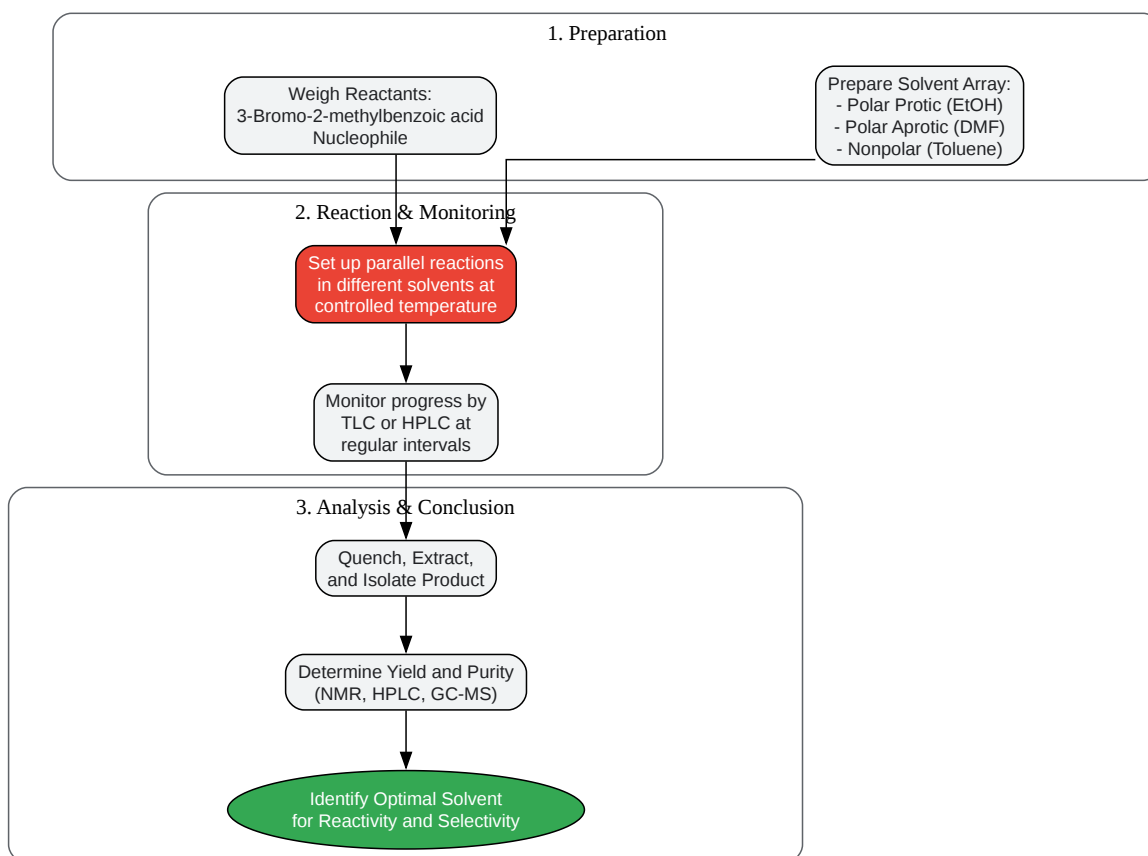 1. Preparation
Weigh Reactants:
3-Bromo-2-methylbenzoic acid
Nucleophile
Prepare Solvent Array:
- Polar Protic (EtOH)
- Polar Aprotic (DMF)
- Nonpolar (Toluene)
2. Reaction & Monitoring
Set up parallel reactions
in different solvents at
controlled temperature
Monitor progress by
TLC or HPLC at
regular intervals
3. Analysis & Conclusion
Quench, Extract,
and Isolate Product
Determine Yield and Purity
(NMR, HPLC, GC-MS)
Identify Optimal Solvent
for Reactivity and Selectivity